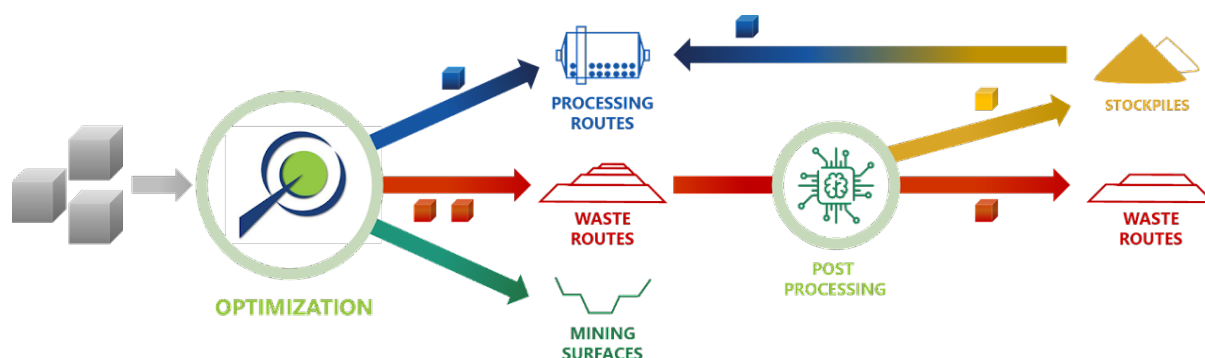 PROCESSING
ROUTES
STOCKPILES
WASTE
ROUTES
WASTE
ROUTES
POST
PROCESSING
OPTIMIZATION
MINING
SURFACES